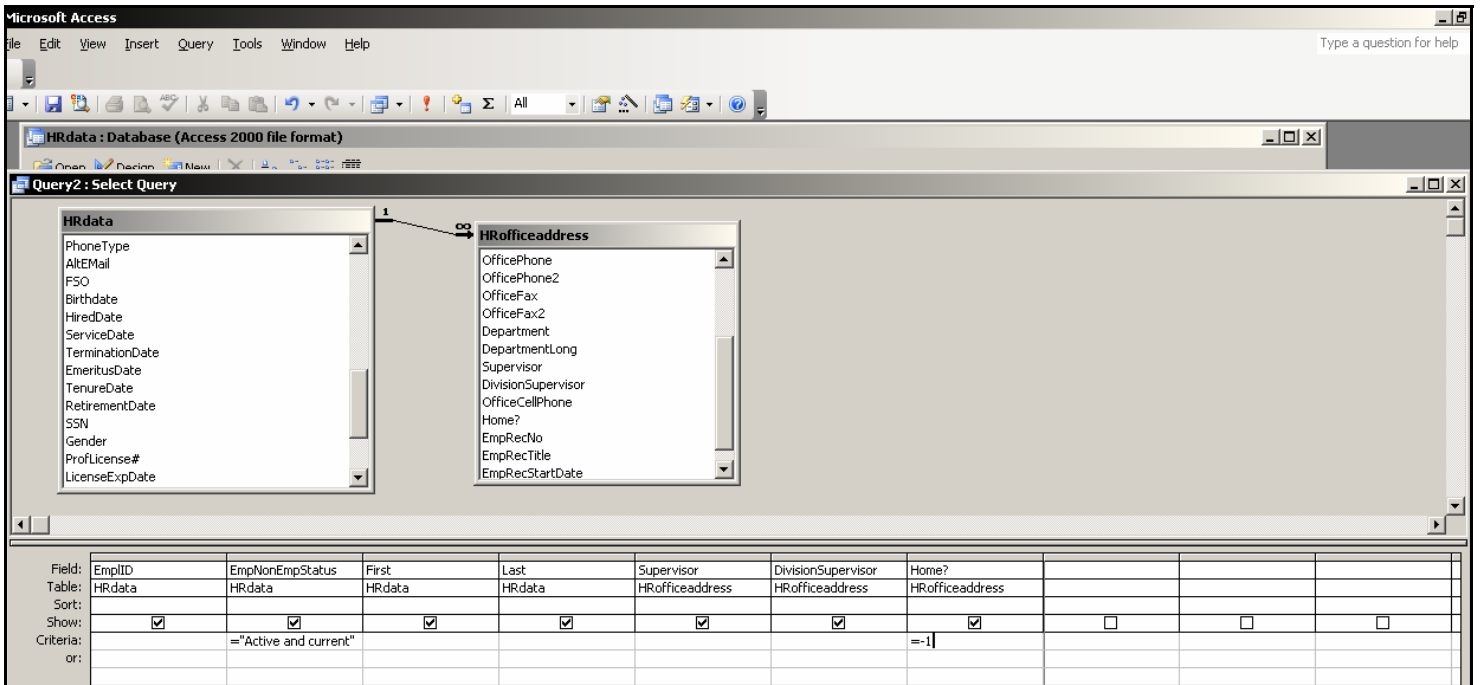 Microsoft Access
File Edit View Insert Query Tools Window Help
Type a question for help
Σ All
HRdata : Database (Access 2000 file format)
Open Design New
Query2 : Select Query
HRdata
PhoneType
AltEMail
FSO
Birthdate
HiredDate
ServiceDate
TerminationDate
EmeritusDate
TenureDate
RetirementDate
SSN
Gender
ProfLicense#
LicenseExpDate
1
∞
HRofficeaddress
OfficePhone
OfficePhone2
OfficeFax
OfficeFax2
Department
DepartmentLong
Supervisor
DivisionSupervisor
OfficeCellPhone
Home?
EmpRecNo
EmpRecTitle
EmpRecStartDate
Field: EmplID EmpNonEmpStatus First Last Supervisor DivisionSupervisor Home?
Table: HRdata HRdata HRdata HRdata HRofficeaddress HRofficeaddress HRofficeaddress
Sort:
Show:
Criteria: ="Active and current" =-1
or: